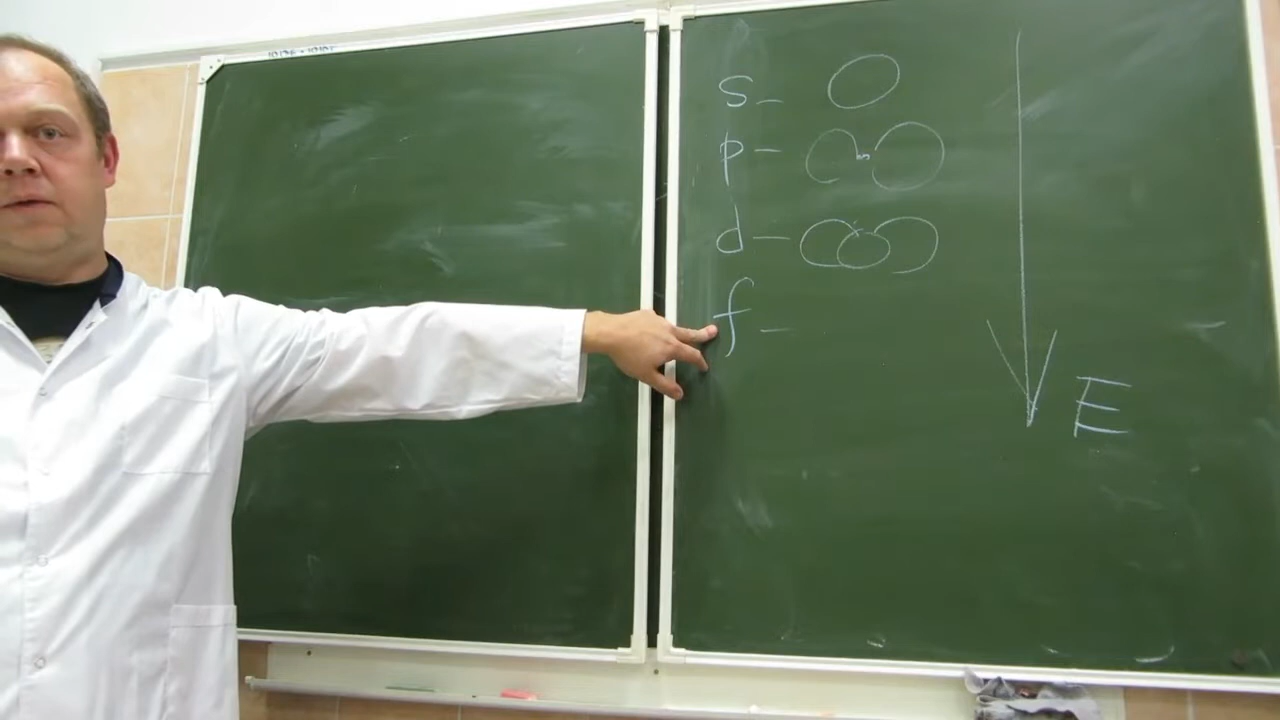 s –
p –
d –
f –
E